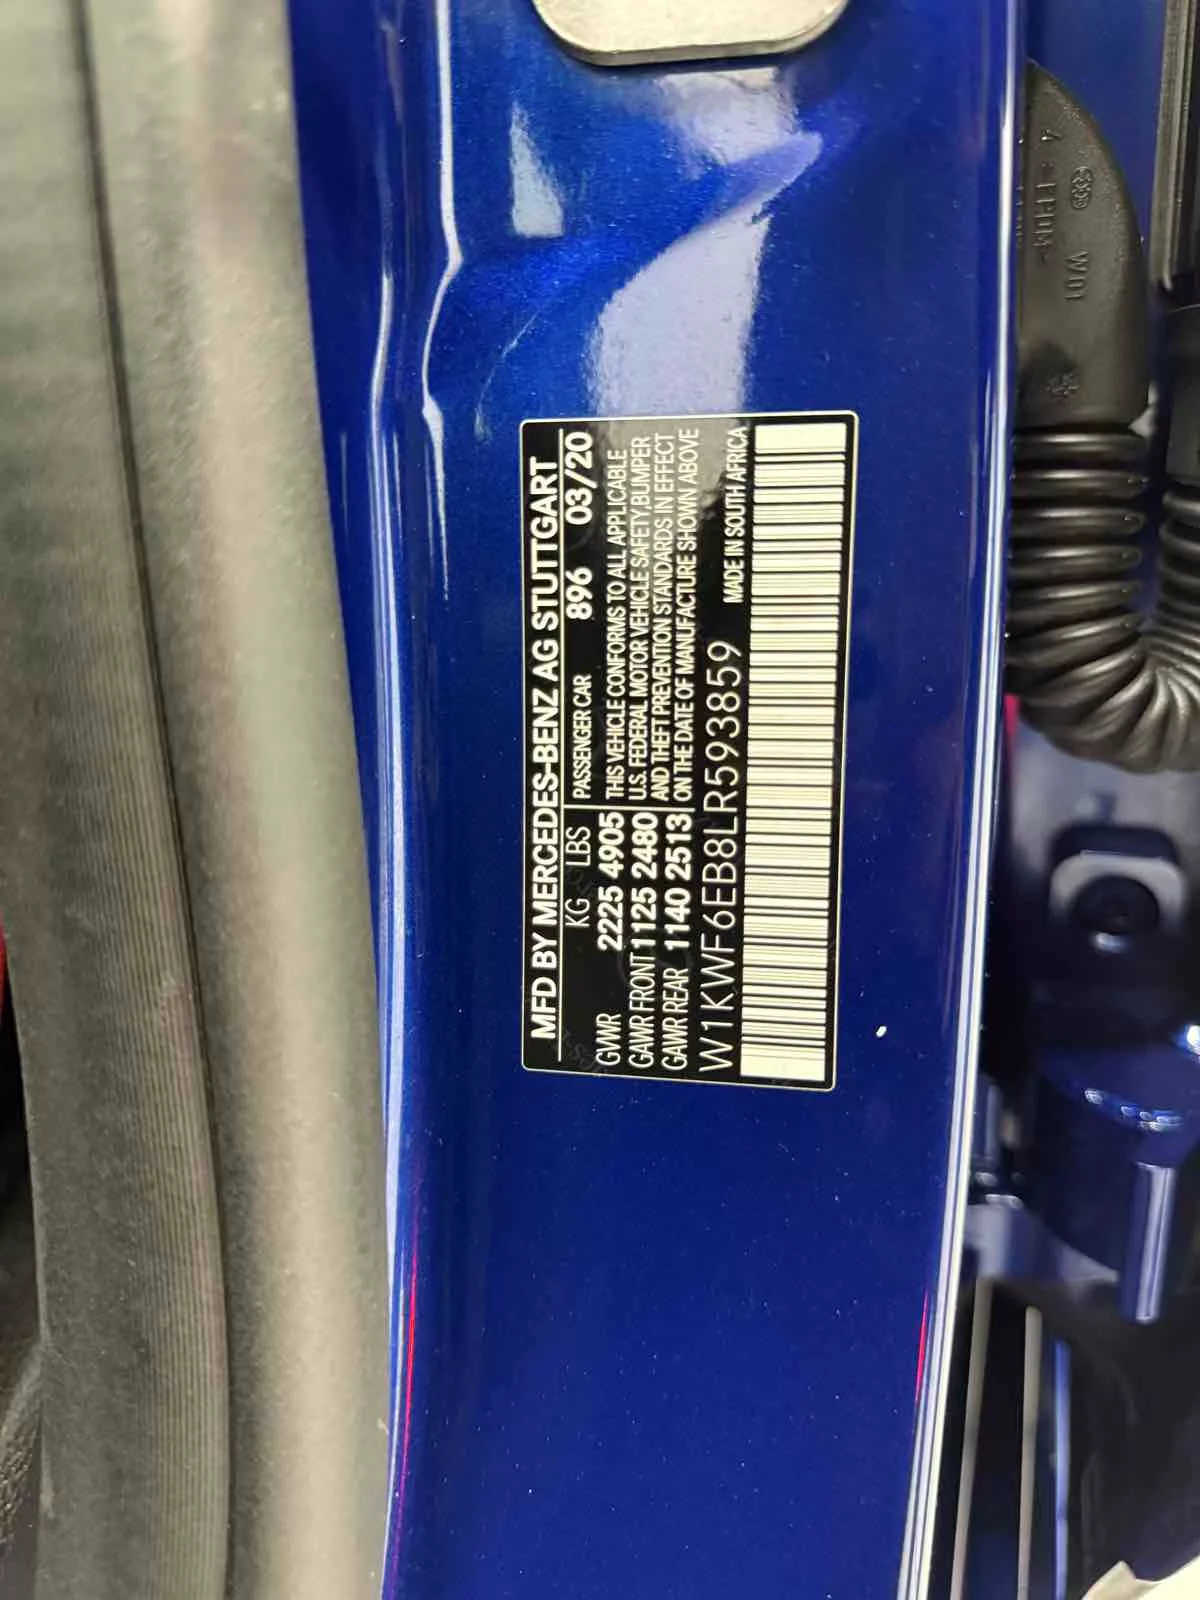 MFD BY MERCEDES-BENZ AG STUTTGART
KG LBS PASSENGER CAR 896 03/20
GVWR 2225 4905 THIS VEHICLE CONFORMS TO ALL APPLICABLE
GAWR FRONT 1125 2480 U.S. FEDERAL MOTOR VEHICLE SAFETY,BUMPER
AND THEFT PREVENTION STANDARDS IN EFFECT
GAWR REAR 1140 2513 ON THE DATE OF MANUFACTURE SHOWN ABOVE
W1KWF6EB8LR593859 MADE IN SOUTH AFRICA
W101